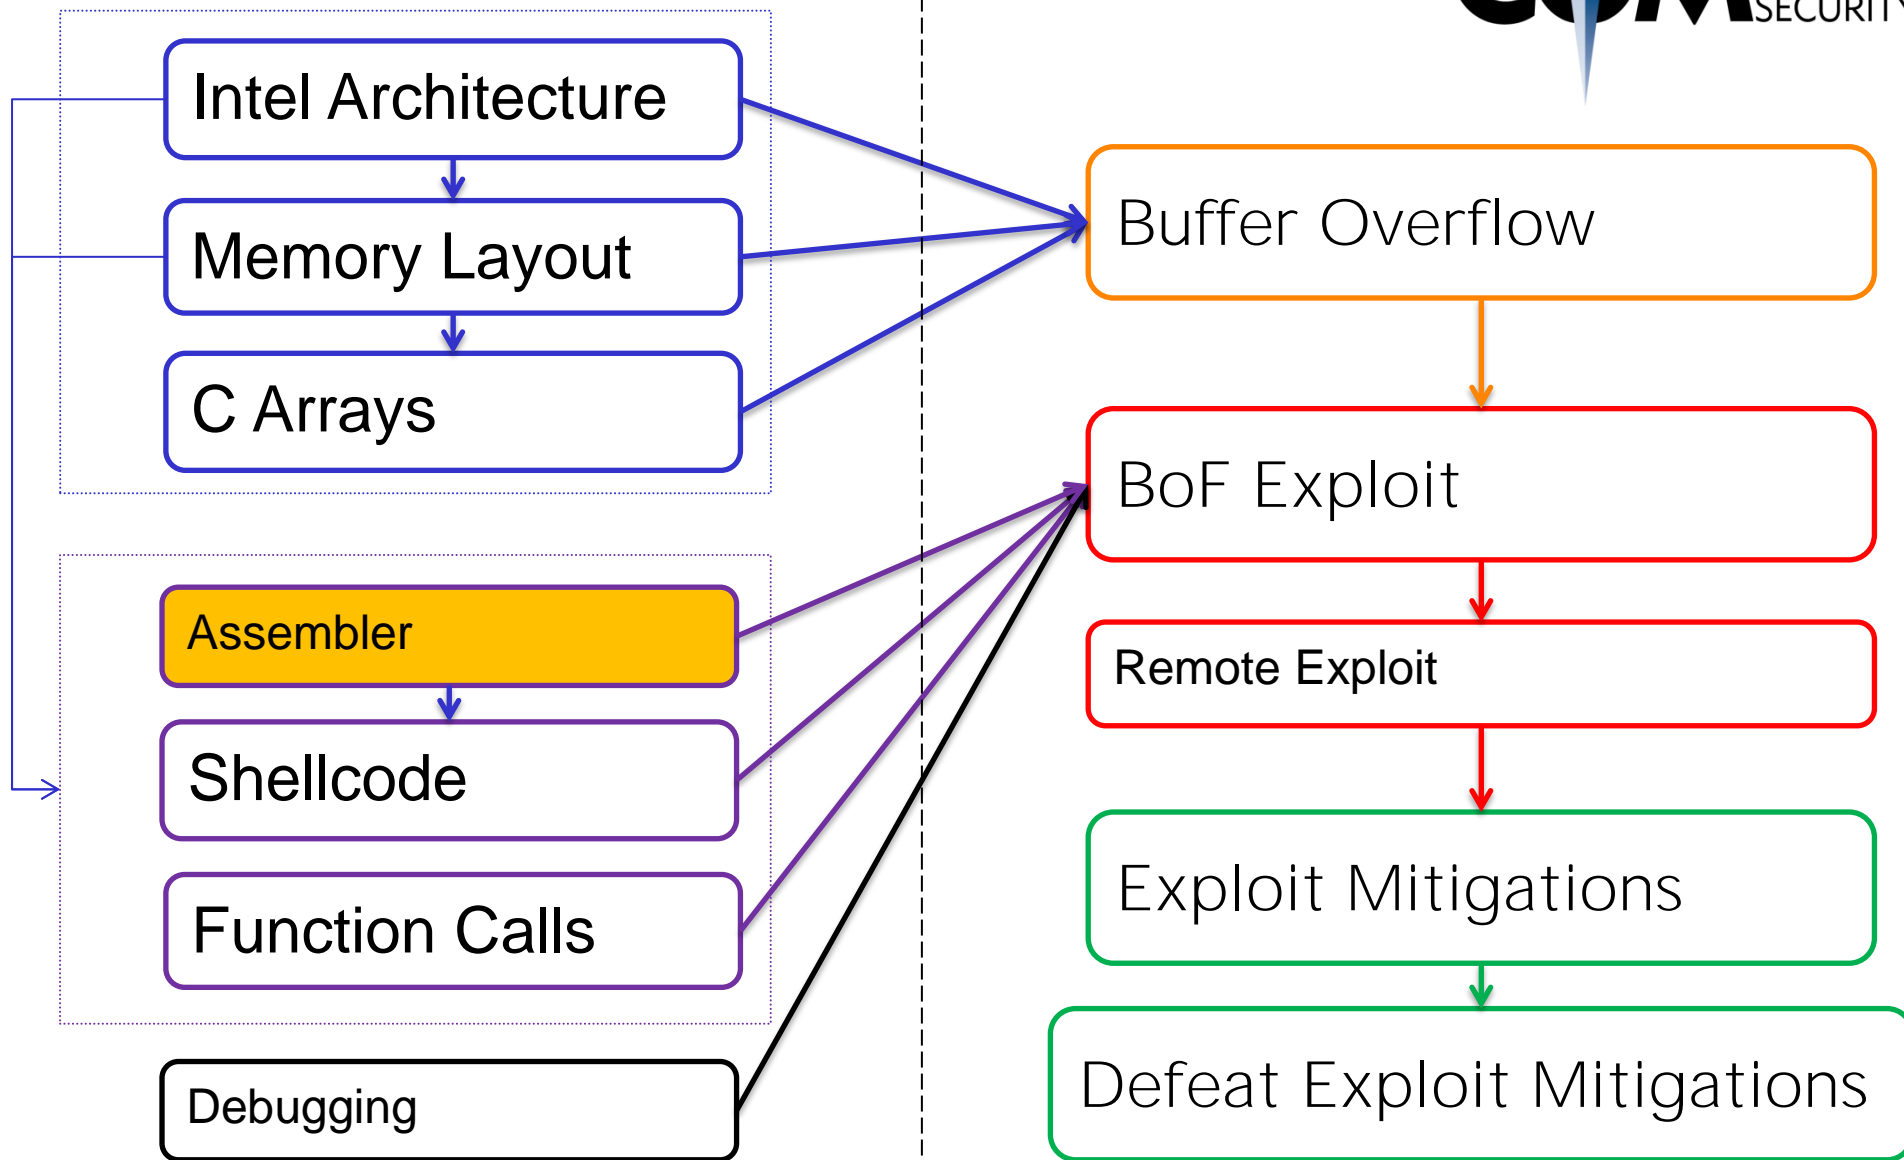 SECURITY
Intel Architecture
Memory Layout
C Arrays
Assembler
Shellcode
Function Calls
Debugging
Buffer Overflow
BoF Exploit
Remote Exploit
Exploit Mitigations
Defeat Exploit Mitigations